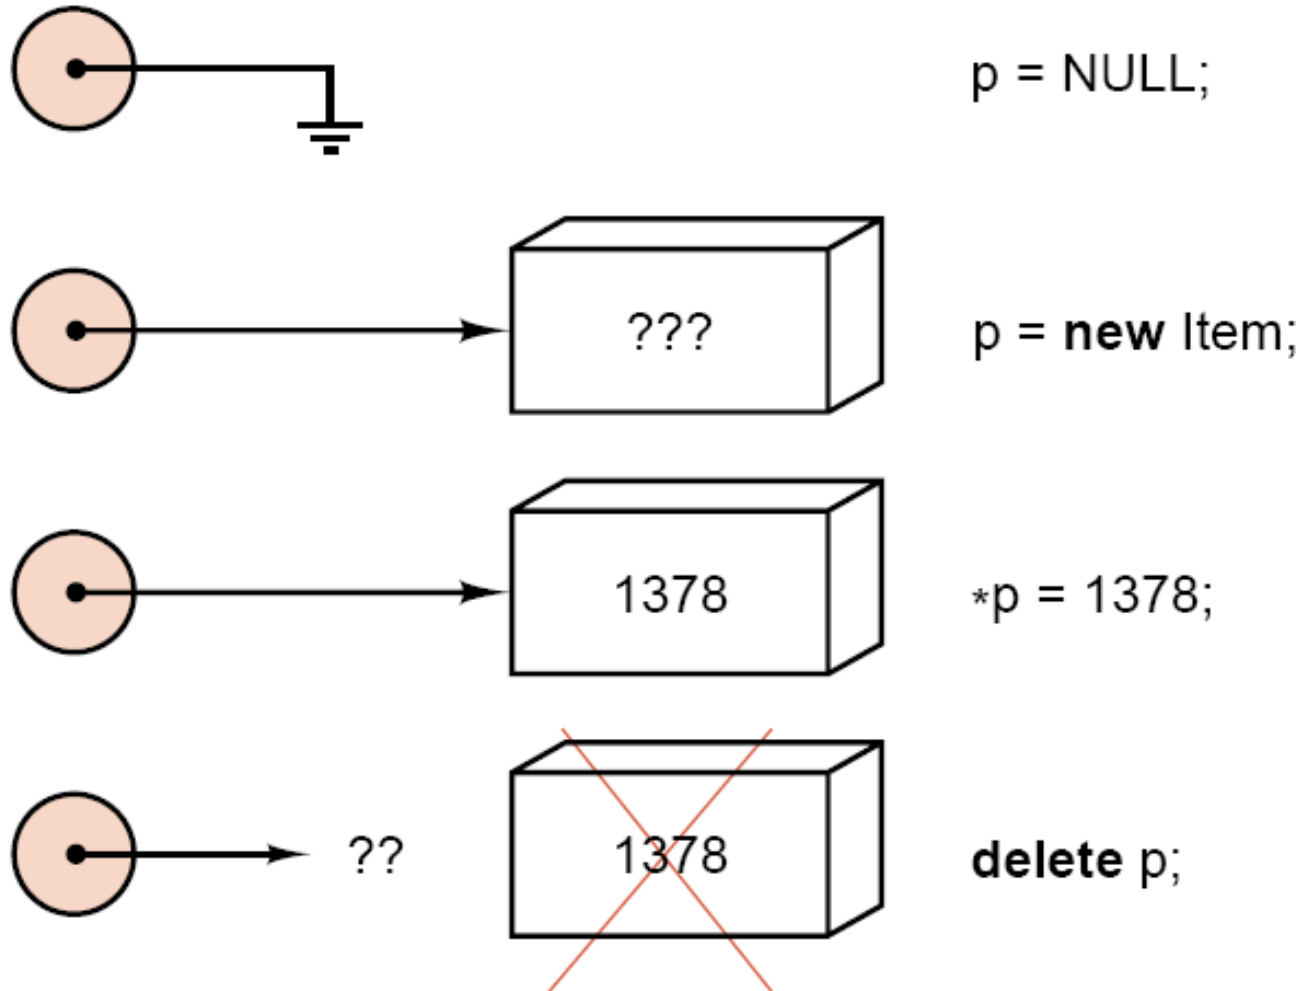 p = NULL;
??? p = new Item;
1378 *p = 1378;
?? 1378 delete p;